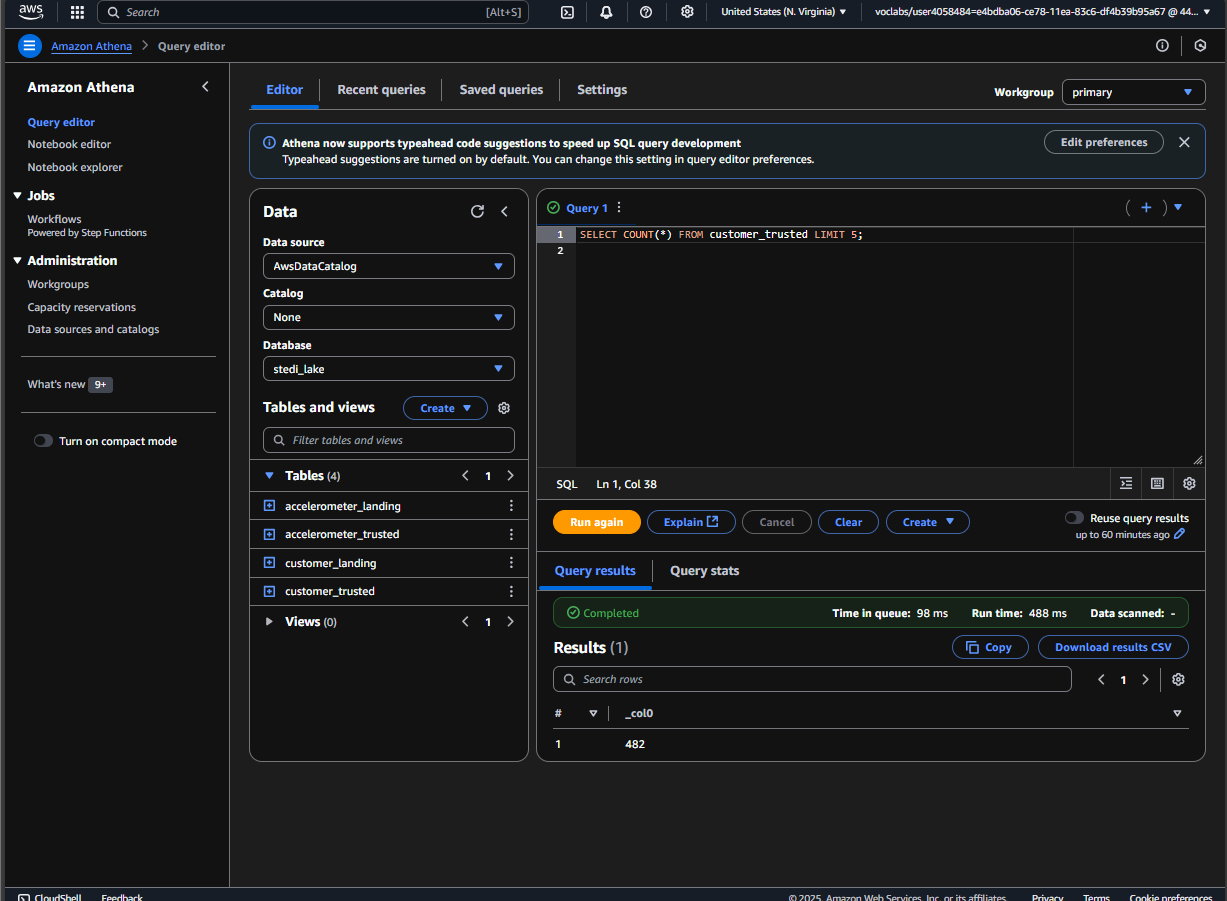 aws
Search [Alt+S]
United States (N. Virginia)
voclabs/user4058484=e4bdba06-ce78-11ea-83c6-df4b39b95a67 @ 44...
Amazon Athena > Query editor
Amazon Athena
Query editor
Notebook editor
Notebook explorer
Jobs
Workflows
Powered by Step Functions
Administration
Workgroups
Capacity reservations
Data sources and catalogs
What's new 9+
Turn on compact mode
Editor
Recent queries
Saved queries
Settings
Workgroup
primary
Athena now supports typeahead code suggestions to speed up SQL query development
Typeahead suggestions are turned on by default. You can change this setting in query editor preferences.
Edit preferences
Data
Data source
AwsDataCatalog
Catalog
None
Database
stedi_lake
Tables and views
Create
Filter tables and views
Tables (4)
1
accelerometer_landing
accelerometer_trusted
customer_landing
customer_trusted
Views (0)
1
Query 1
1 SELECT COUNT(*) FROM customer_trusted LIMIT 5;
2
SQL Ln 1, Col 38
Run again
Explain
Cancel
Clear
Create
Reuse query results
up to 60 minutes ago
Query results
Query stats
Completed
Time in queue: 98 ms
Run time: 488 ms
Data scanned: -
Results (1)
Copy
Download results CSV
Search rows
1
# _col0
1 482
CloudShell
Feedback
© 2025, Amazon Web Services, Inc. or its affiliates.
Privacy
Terms
Cookie preferences